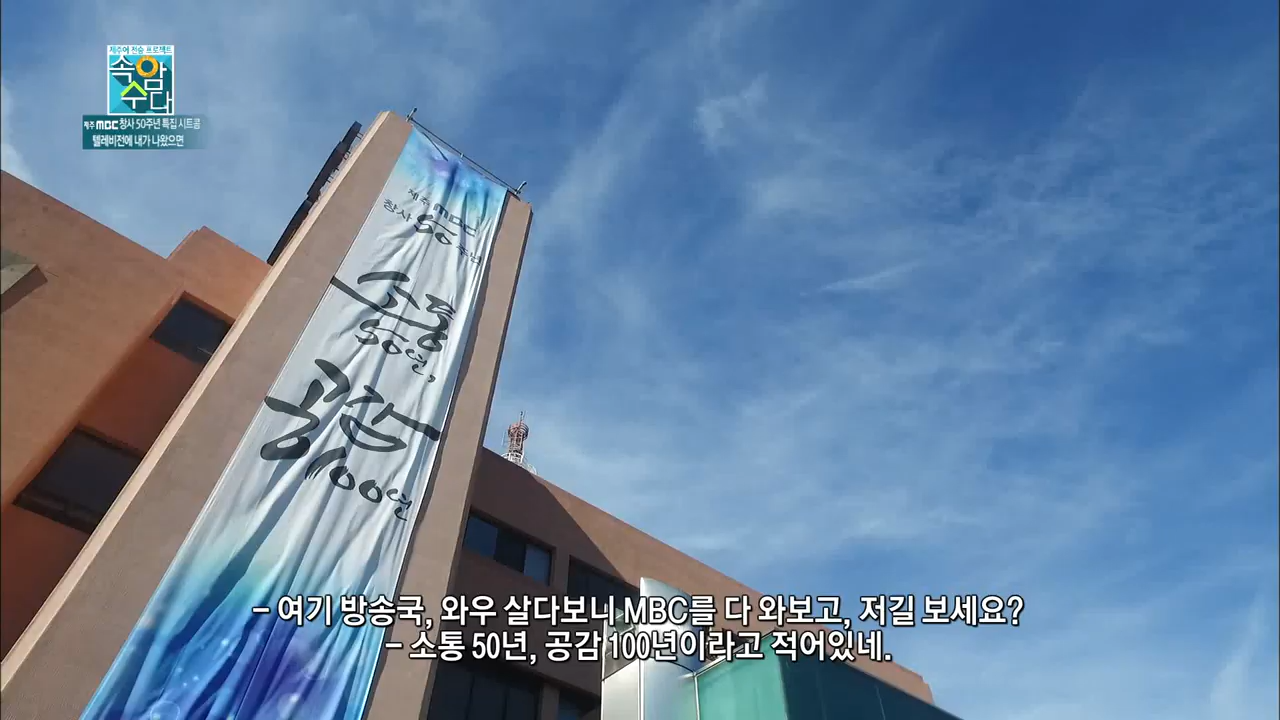 제주어 전승 프로젝트
속암
수다
제주MBC 창사 50주년 특집 시트콤
텔레비전에 내가 나왔으면
제주 MBC
창사 50주년
소통
50년,
공감
100년
- 여기 방송국, 와우 살다보니 MBC를 다 와보고, 저길 보세요?
- 소통 50년, 공감 100년이라고 적어있네.